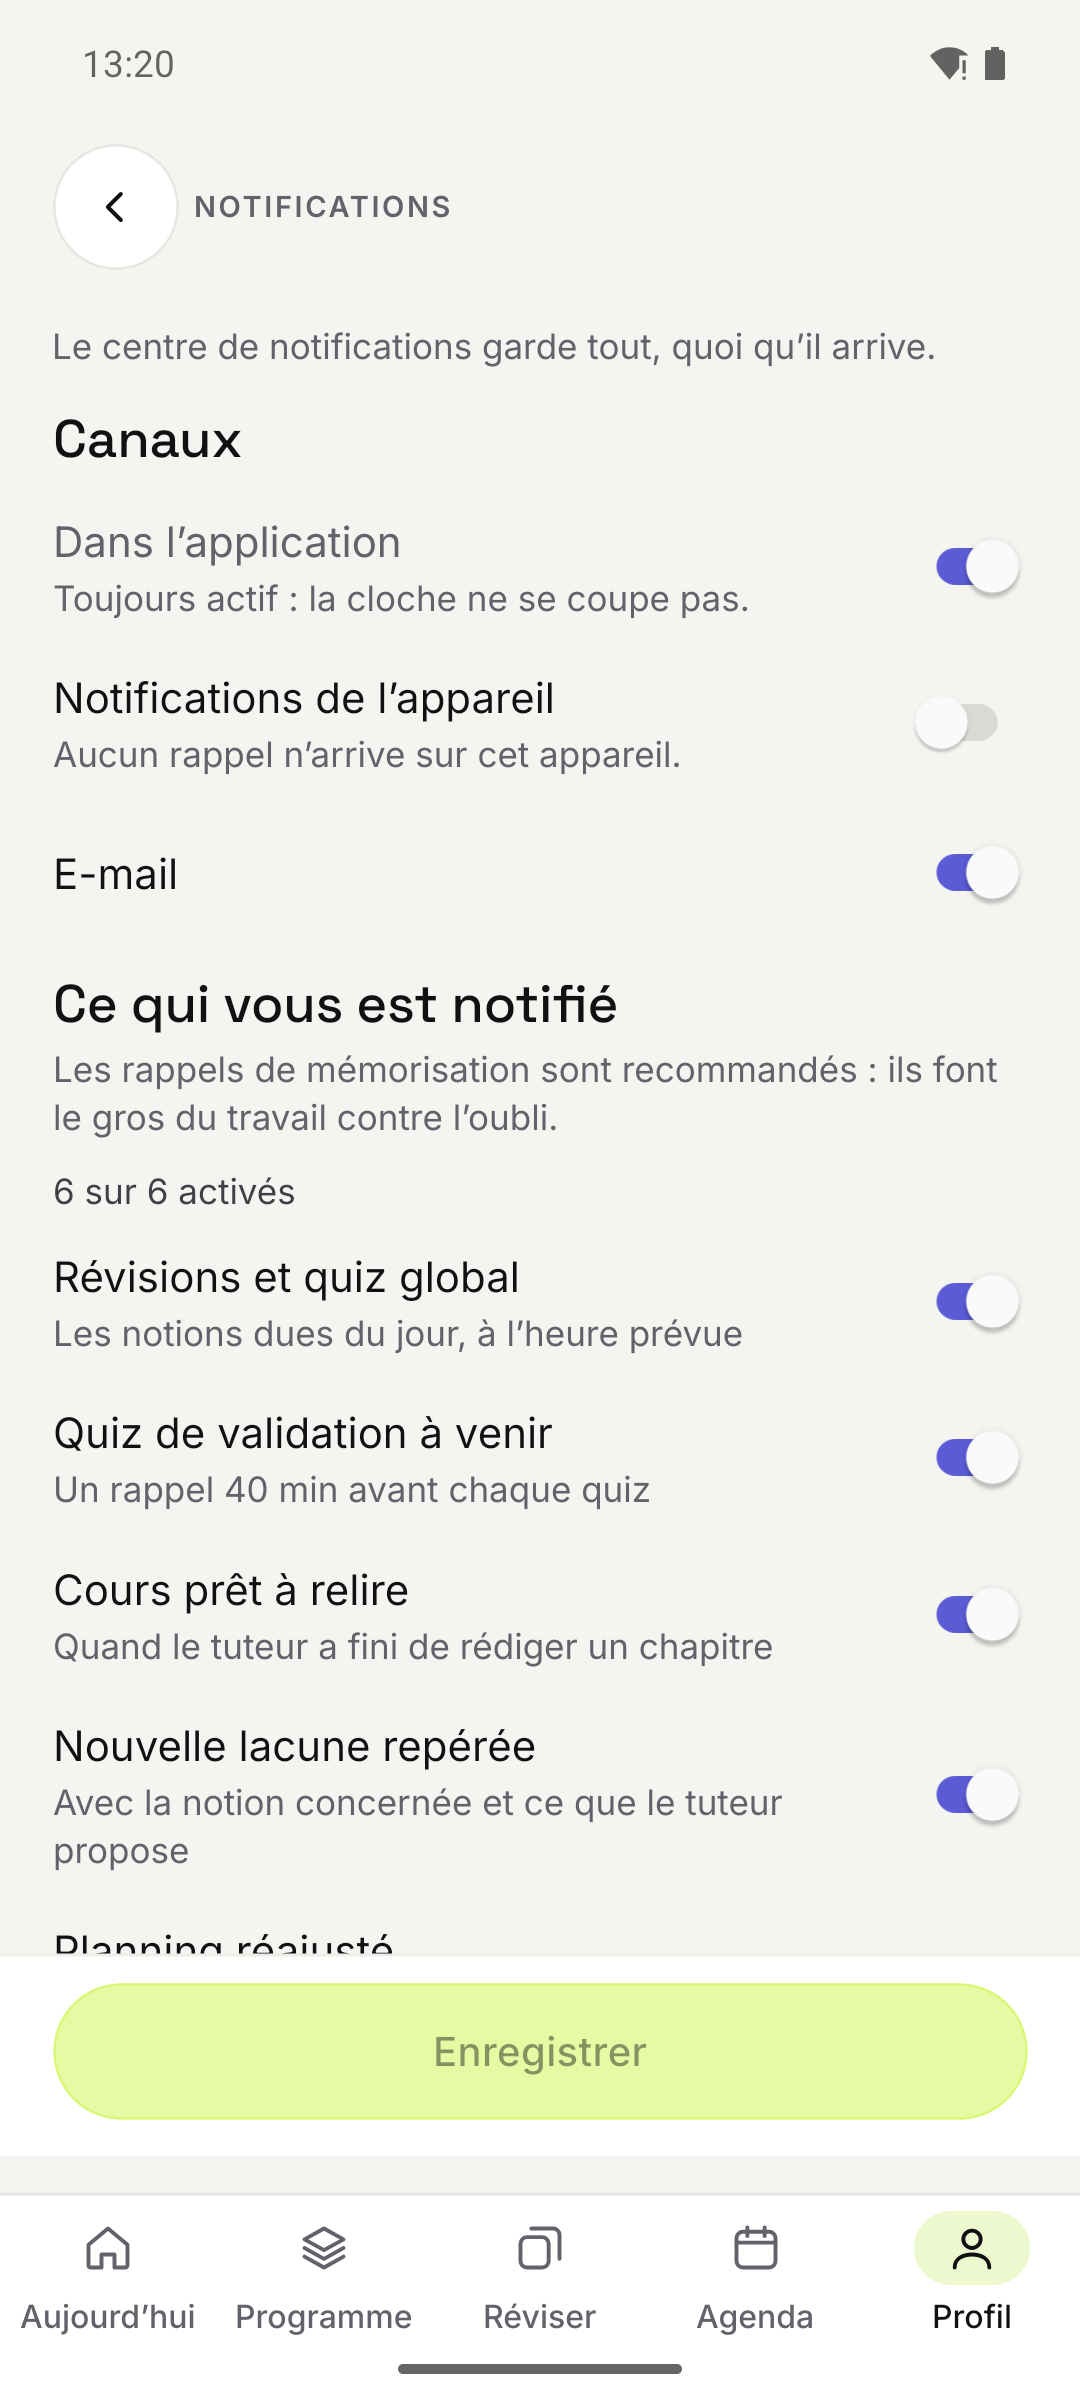 13:20
NOTIFICATIONS
Le centre de notifications garde tout, quoi qu’il arrive.
Canaux
Dans l’application
Toujours actif : la cloche ne se coupe pas.
Notifications de l’appareil
Aucun rappel n’arrive sur cet appareil.
E-mail
Ce qui vous est notifié
Les rappels de mémorisation sont recommandés : ils font
le gros du travail contre l’oubli.
6 sur 6 activés
Révisions et quiz global
Les notions dues du jour, à l’heure prévue
Quiz de validation à venir
Un rappel 40 min avant chaque quiz
Cours prêt à relire
Quand le tuteur a fini de rédiger un chapitre
Nouvelle lacune repérée
Avec la notion concernée et ce que le tuteur
propose
Planning réajusté
Enregistrer
Aujourd’hui
Programme
Réviser
Agenda
Profil